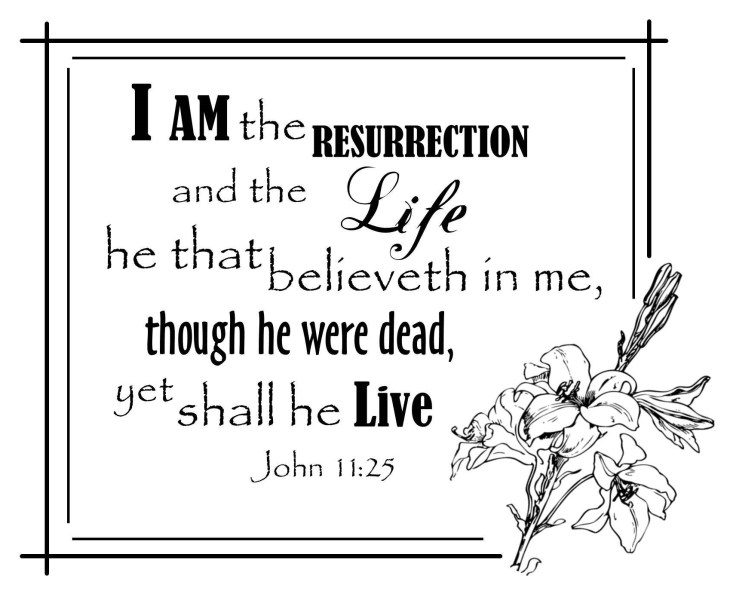 I AM the RESURRECTION
and the Life
he that believeth in me,
though he were dead,
yet shall he Live
John 11:25